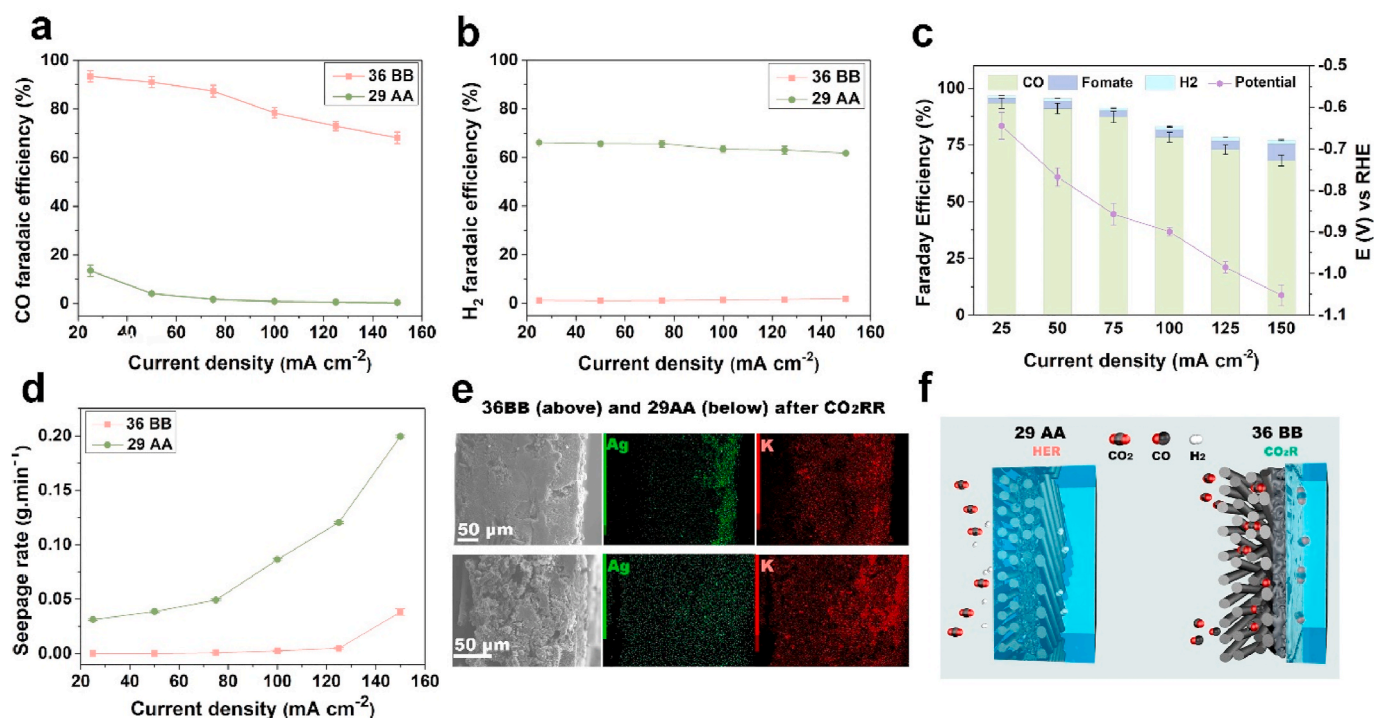 a
CO faradaic efficiency (%)
100
80
60
40
20
0
36 BB
29 AA
20 40 60 80 100 120 140 160
Current density (mA cm⁻²)
b
H₂ faradaic efficiency (%)
100
80
60
40
20
0
36 BB
29 AA
20 40 60 80 100 120 140 160
Current density (mA cm⁻²)
c
Faraday Efficiency (%)
100
75
50
25
0
CO Fomate H2 Potential
-0.5
-0.6
-0.7
-0.8
-0.9
-1.0
-1.1
E (V) vs RHE
25 50 75 100 125 150
Current density (mA cm⁻²)
d
Seepage rate (g.min⁻¹)
0.20
0.15
0.10
0.05
0.00
36 BB
29 AA
20 40 60 80 100 120 140 160
Current density (mA cm⁻²)
e
36BB (above) and 29AA (below) after CO₂RR
50 µm
Ag
K
50 µm
Ag
K
f
29 AA
HER
CO₂ CO H₂
36 BB
CO₂R